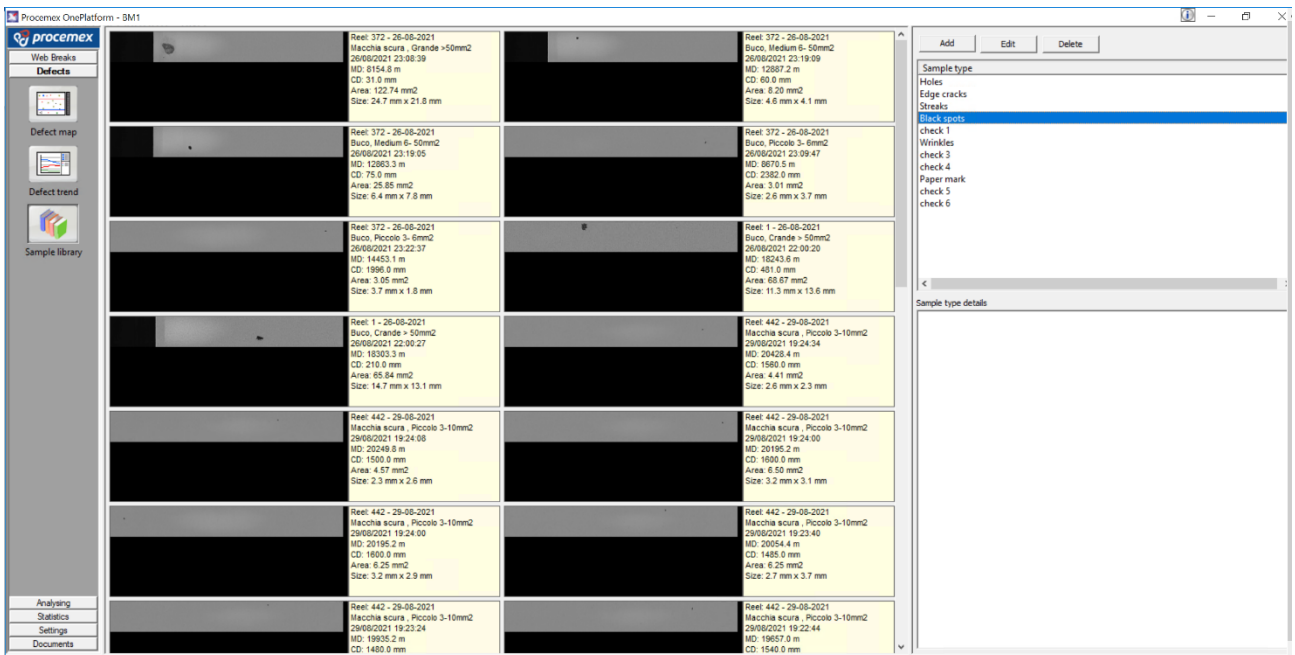 Procemex OnePlatform - BM1
procemex
Web Breaks
Defects
Defect map
Defect trend
Sample library
Analysing
Statistics
Settings
Documents
Reel: 372 - 26-08-2021
Macchia scura , Grande >50mm2
26/08/2021 23:08:39
MD: 8154.8 m
CD: 31.0 mm
Area: 122.74 mm2
Size: 24.7 mm x 21.8 mm
Reel: 372 - 26-08-2021
Buco, Medium 6- 50mm2
26/08/2021 23:19:09
MD: 12887.2 m
CD: 60.0 mm
Area: 8.20 mm2
Size: 4.6 mm x 4.1 mm
Reel: 372 - 26-08-2021
Buco, Medium 6- 50mm2
26/08/2021 23:19:05
MD: 12863.3 m
CD: 75.0 mm
Area: 25.85 mm2
Size: 6.4 mm x 7.8 mm
Reel: 372 - 26-08-2021
Buco, Piccolo 3- 6mm2
26/08/2021 23:09:47
MD: 8670.5 m
CD: 2382.0 mm
Area: 3.01 mm2
Size: 2.6 mm x 3.7 mm
Reel: 372 - 26-08-2021
Buco, Piccolo 3- 6mm2
26/08/2021 23:22:37
MD: 14453.1 m
CD: 1996.0 mm
Area: 3.05 mm2
Size: 3.7 mm x 1.8 mm
Reel: 1 - 26-08-2021
Buco, Crande > 50mm2
26/08/2021 22:00:20
MD: 18243.6 m
CD: 481.0 mm
Area: 68.67 mm2
Size: 11.3 mm x 13.6 mm
Reel: 1 - 26-08-2021
Buco, Crande > 50mm2
26/08/2021 22:00:27
MD: 18303.3 m
CD: 210.0 mm
Area: 65.84 mm2
Size: 14.7 mm x 13.1 mm
Reel: 442 - 29-08-2021
Macchia scura , Piccolo 3-10mm2
29/08/2021 19:24:34
MD: 20428.4 m
CD: 1560.0 mm
Area: 4.41 mm2
Size: 2.6 mm x 2.3 mm
Reel: 442 - 29-08-2021
Macchia scura , Piccolo 3-10mm2
29/08/2021 19:24:08
MD: 20249.8 m
CD: 1500.0 mm
Area: 4.57 mm2
Size: 2.3 mm x 2.6 mm
Reel: 442 - 29-08-2021
Macchia scura , Piccolo 3-10mm2
29/08/2021 19:24:00
MD: 20195.2 m
CD: 1600.0 mm
Area: 6.50 mm2
Size: 3.2 mm x 3.1 mm
Reel: 442 - 29-08-2021
Macchia scura , Piccolo 3-10mm2
29/08/2021 19:24:00
MD: 20195.2 m
CD: 1600.0 mm
Area: 6.25 mm2
Size: 3.2 mm x 2.9 mm
Reel: 442 - 29-08-2021
Macchia scura , Piccolo 3-10mm2
29/08/2021 19:23:40
MD: 20054.4 m
CD: 1485.0 mm
Area: 6.25 mm2
Size: 2.7 mm x 3.7 mm
Reel: 442 - 29-08-2021
Macchia scura , Piccolo 3-10mm2
29/08/2021 19:23:24
MD: 19935.2 m
CD: 1480.0 mm
Reel: 442 - 29-08-2021
Macchia scura , Piccolo 3-10mm2
29/08/2021 19:22:44
MD: 19657.0 m
CD: 1540.0 mm
Add
Edit
Delete
Sample type
Holes
Edge cracks
Streaks
Black spots
check 1
Wrinkles
check 3
check 4
Paper mark
check 5
check 6
Sample type details